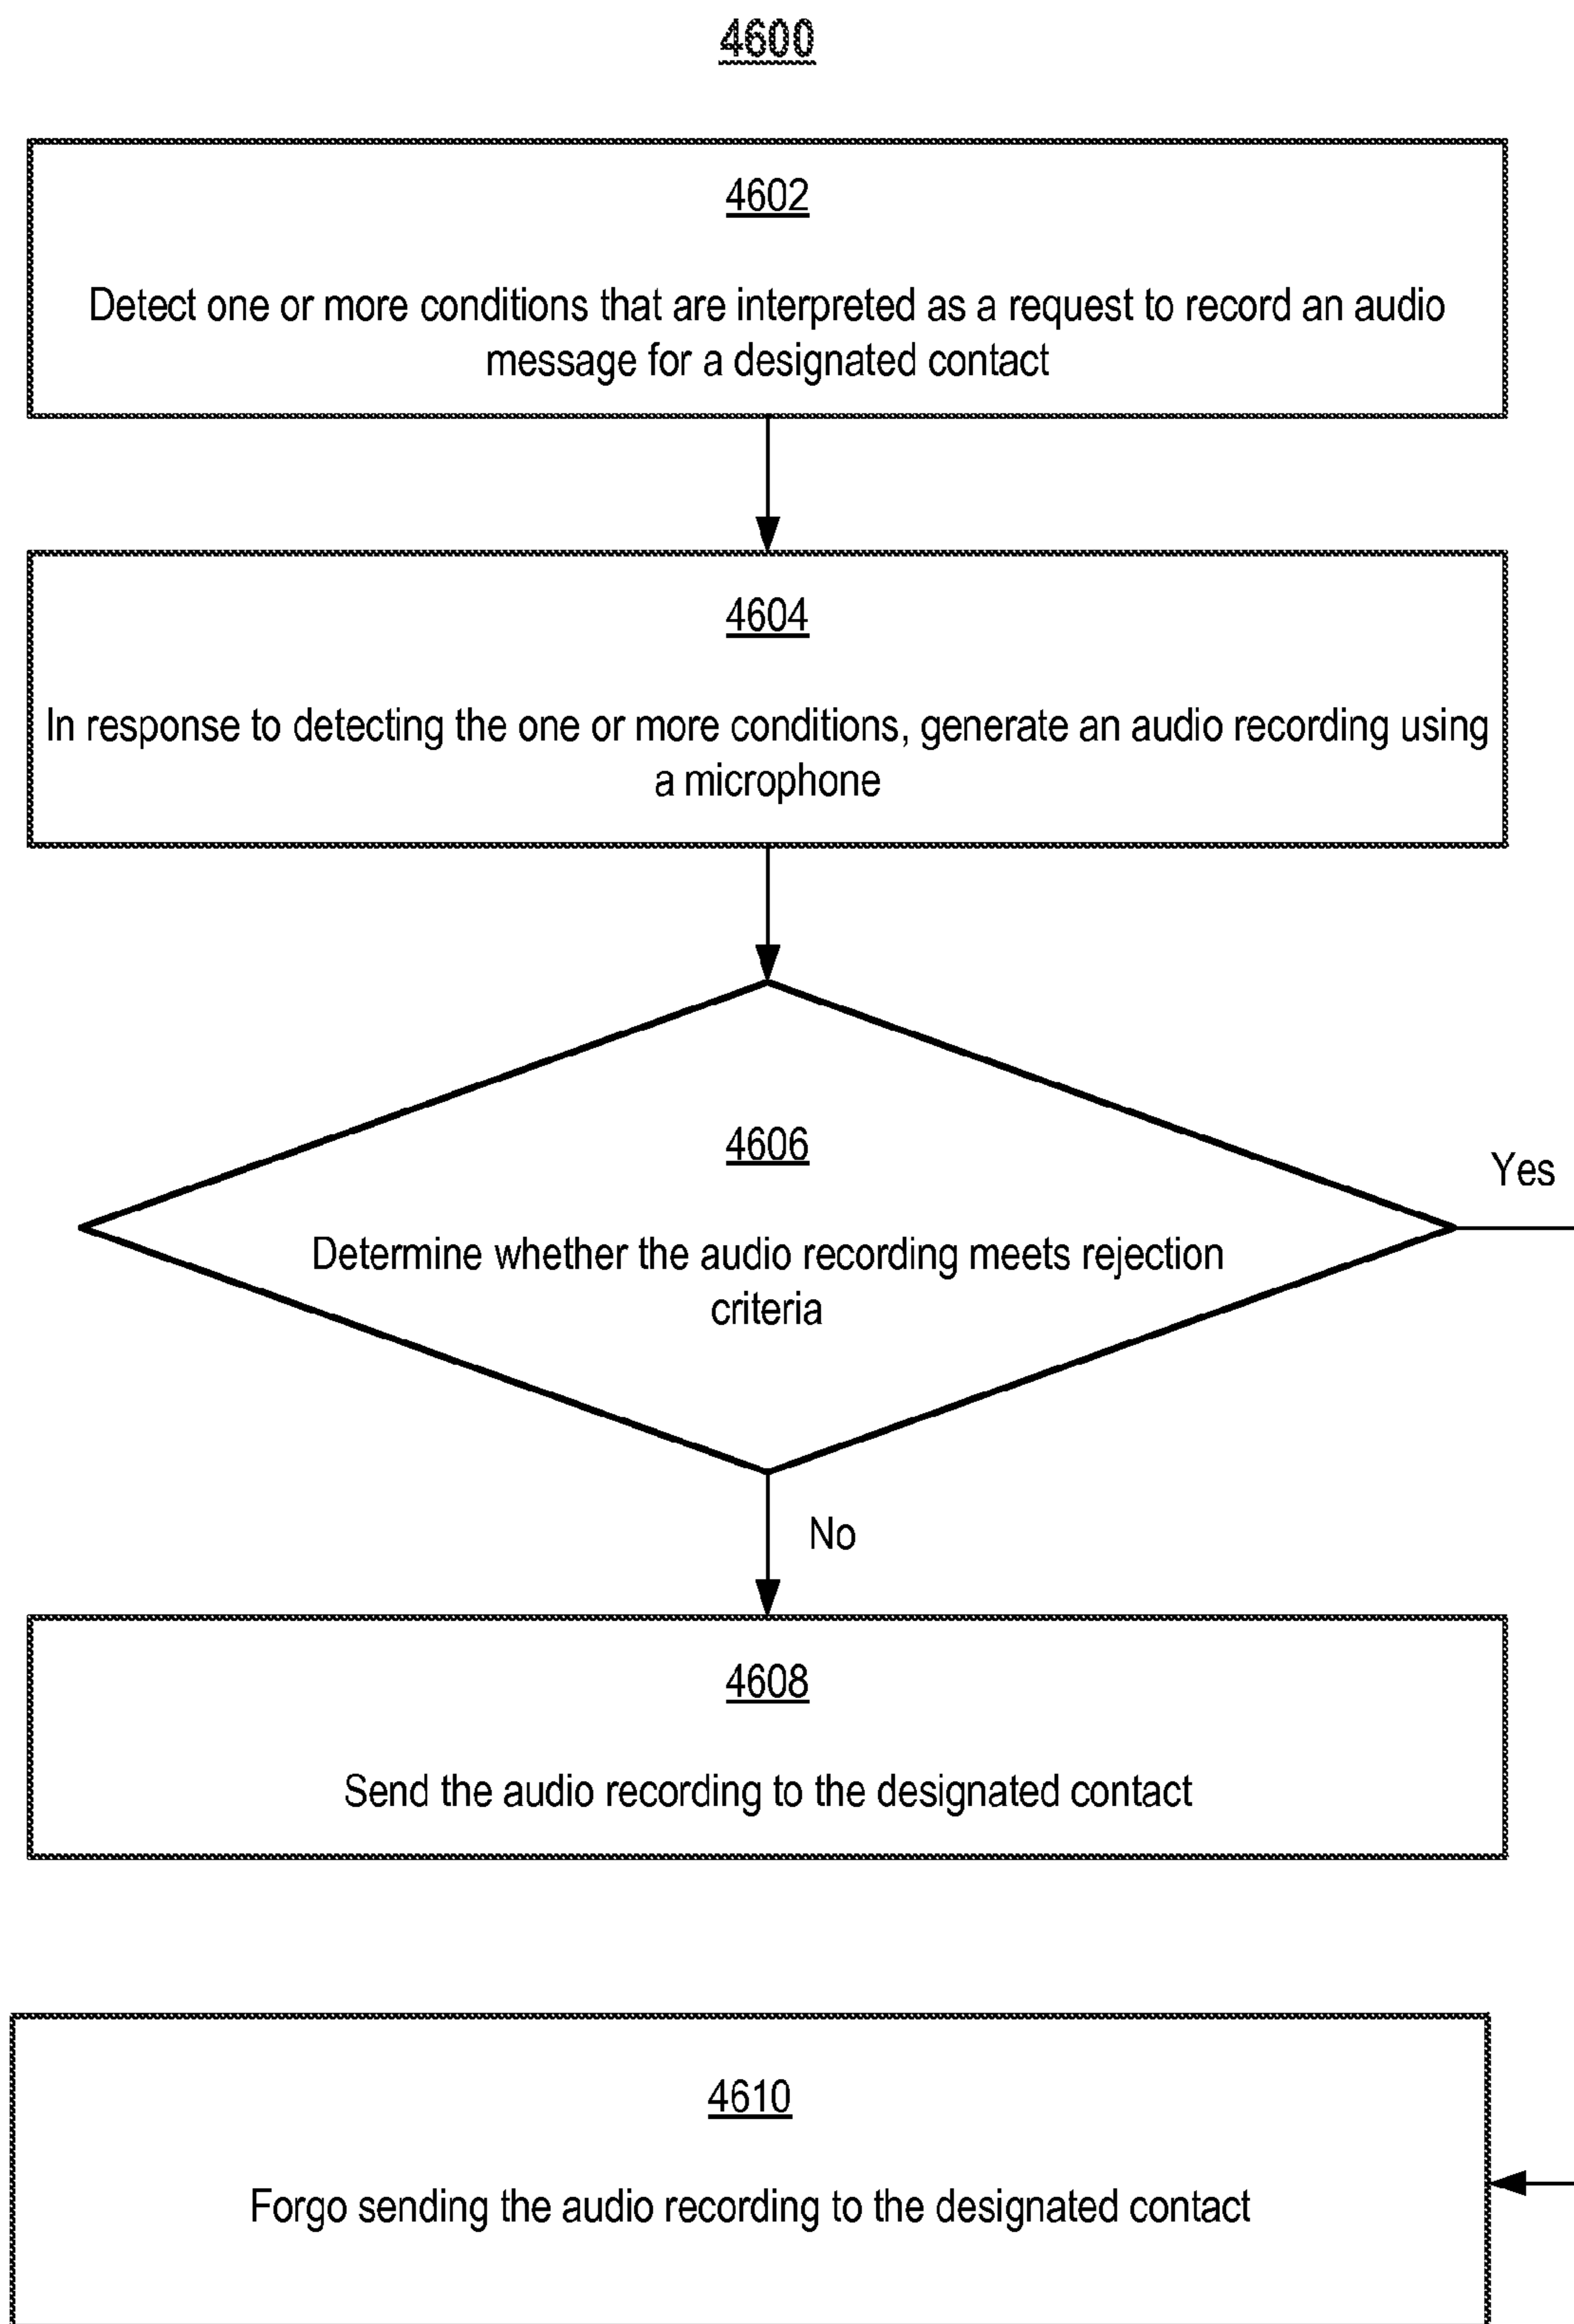 4600
4602
Detect one or more conditions that are interpreted as a request to record an audio
message for a designated contact
4604
In response to detecting the one or more conditions, generate an audio recording using
a microphone
4606
Determine whether the audio recording meets rejection
criteria
Yes
No
4608
Send the audio recording to the designated contact
4610
Forgo sending the audio recording to the designated contact